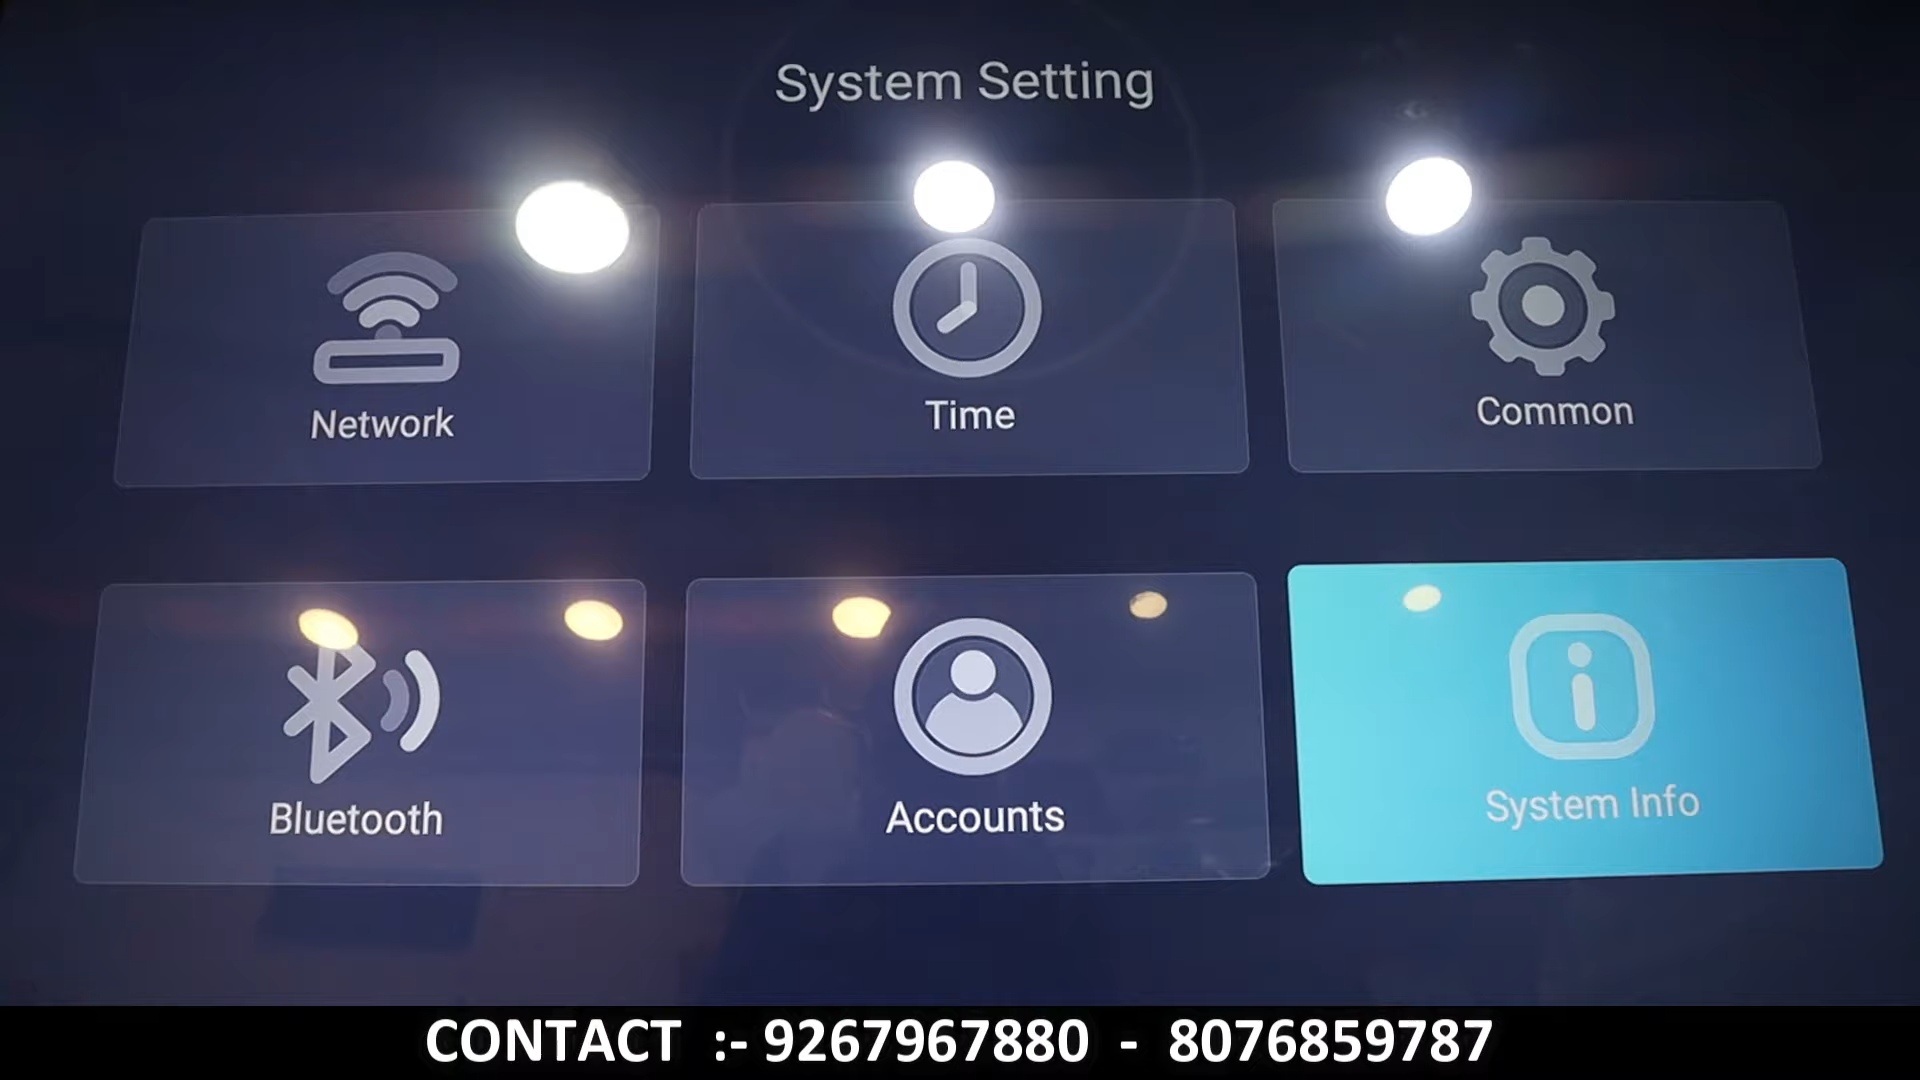 System Setting
Network
Time
Common
Bluetooth
Accounts
System Info
CONTACT :- 9267967880 - 8076859787